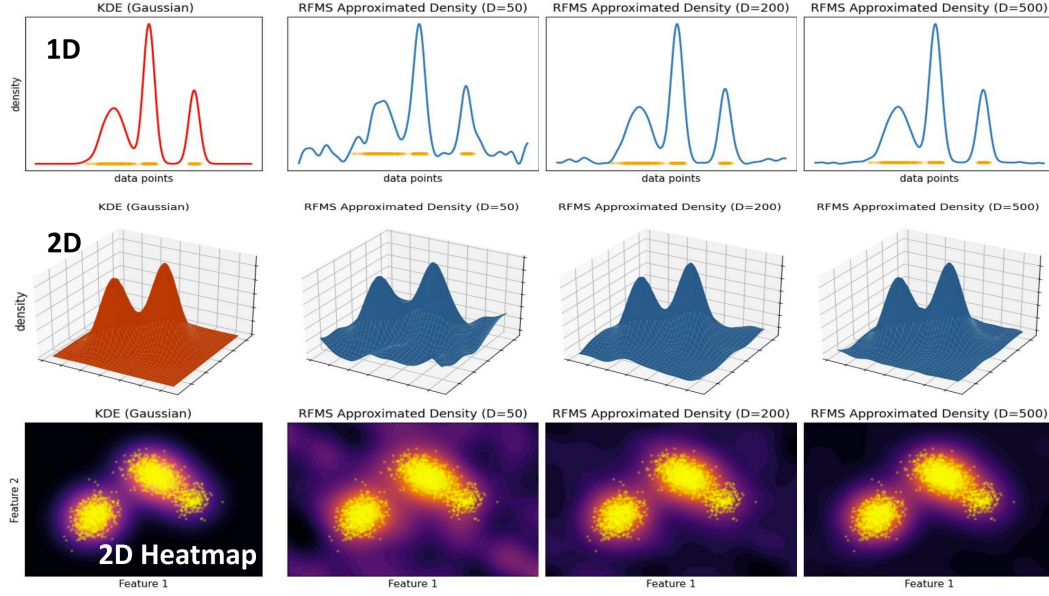 KDE (Gaussian)
RFMS Approximated Density (D=50)
RFMS Approximated Density (D=200)
RFMS Approximated Density (D=500)
1D
density
data points
data points
data points
data points
KDE (Gaussian)
RFMS Approximated Density (D=50)
RFMS Approximated Density (D=200)
RFMS Approximated Density (D=500)
2D
density
KDE (Gaussian)
RFMS Approximated Density (D=50)
RFMS Approximated Density (D=200)
RFMS Approximated Density (D=500)
Feature 2
2D Heatmap
Feature 1
Feature 1
Feature 1
Feature 1